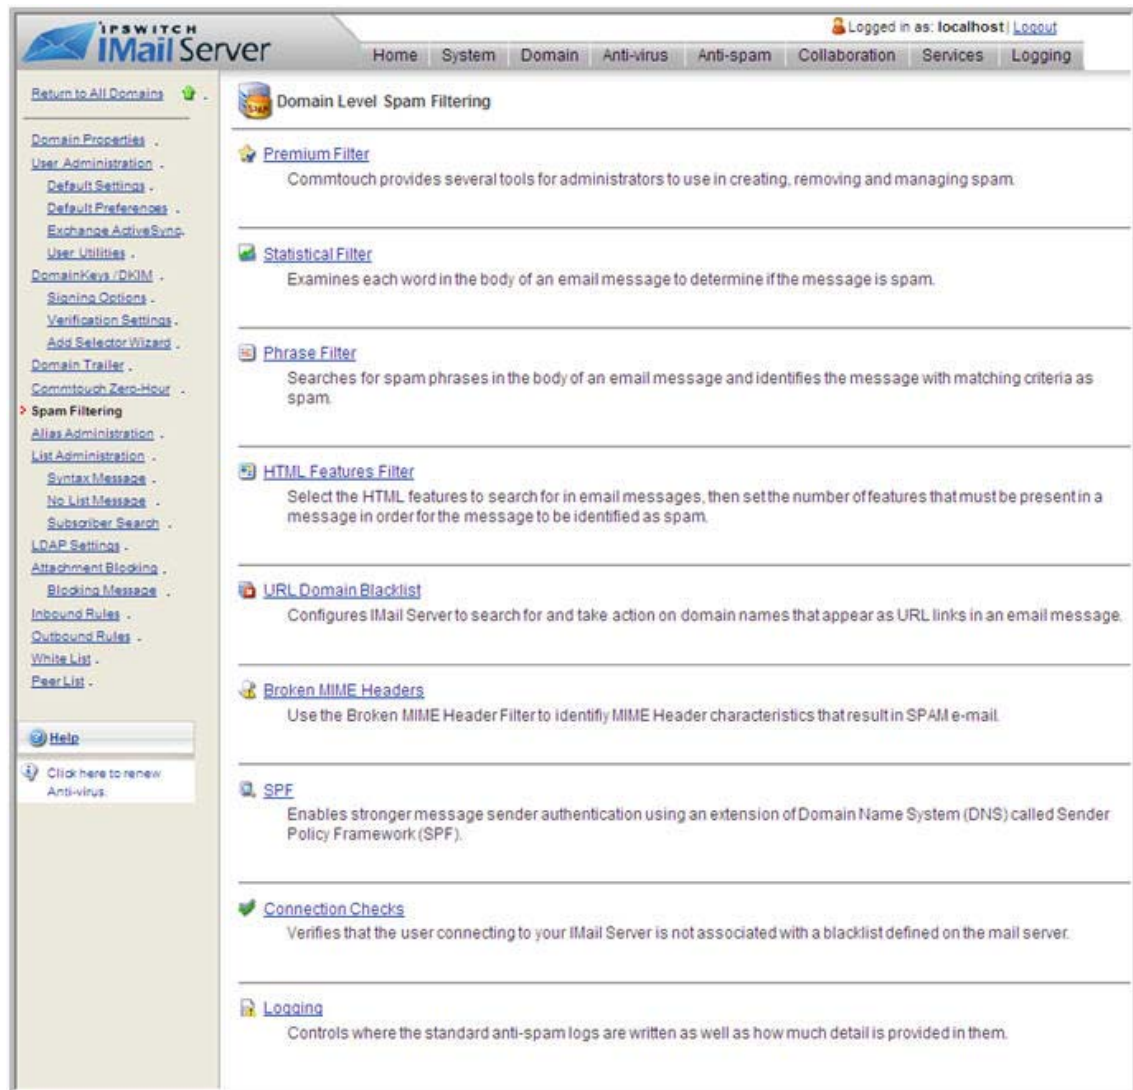 IPSWITCH
IMail Server
Logged in as: localhost | Logout
Home System Domain Anti-virus Anti-spam Collaboration Services Logging
Return to All Domains
Domain Properties
User Administration
Default Settings
Default Preferences
Exchange ActiveSync
User Utilities
DomainKeys / DKIM
Signing Options
Verification Settings
Add Selector Wizard
Domain Trailer
Commtouch Zero-Hour
Spam Filtering
Alias Administration
List Administration
Syntax Message
No List Message
Subscriber Search
LDAP Settings
Attachment Blocking
Blocking Message
Inbound Rules
Outbound Rules
White List
Peer List
Help
Click here to renew
Anti-virus.
Domain Level Spam Filtering
Premium Filter
Commtouch provides several tools for administrators to use in creating, removing and managing spam.
Statistical Filter
Examines each word in the body of an email message to determine if the message is spam.
Phrase Filter
Searches for spam phrases in the body of an email message and identifies the message with matching criteria as
spam.
HTML Features Filter
Select the HTML features to search for in email messages, then set the number of features that must be present in a
message in order for the message to be identified as spam.
URL Domain Blacklist
Configures IMail Server to search for and take action on domain names that appear as URL links in an email message.
Broken MIME Headers
Use the Broken MIME Header Filter to identifiy MIME Header characteristics that result in SPAM e-mail.
SPF
Enables stronger message sender authentication using an extension of Domain Name System (DNS) called Sender
Policy Framework (SPF).
Connection Checks
Verifies that the user connecting to your IMail Server is not associated with a blacklist defined on the mail server.
Logging
Controls where the standard anti-spam logs are written as well as how much detail is provided in them.